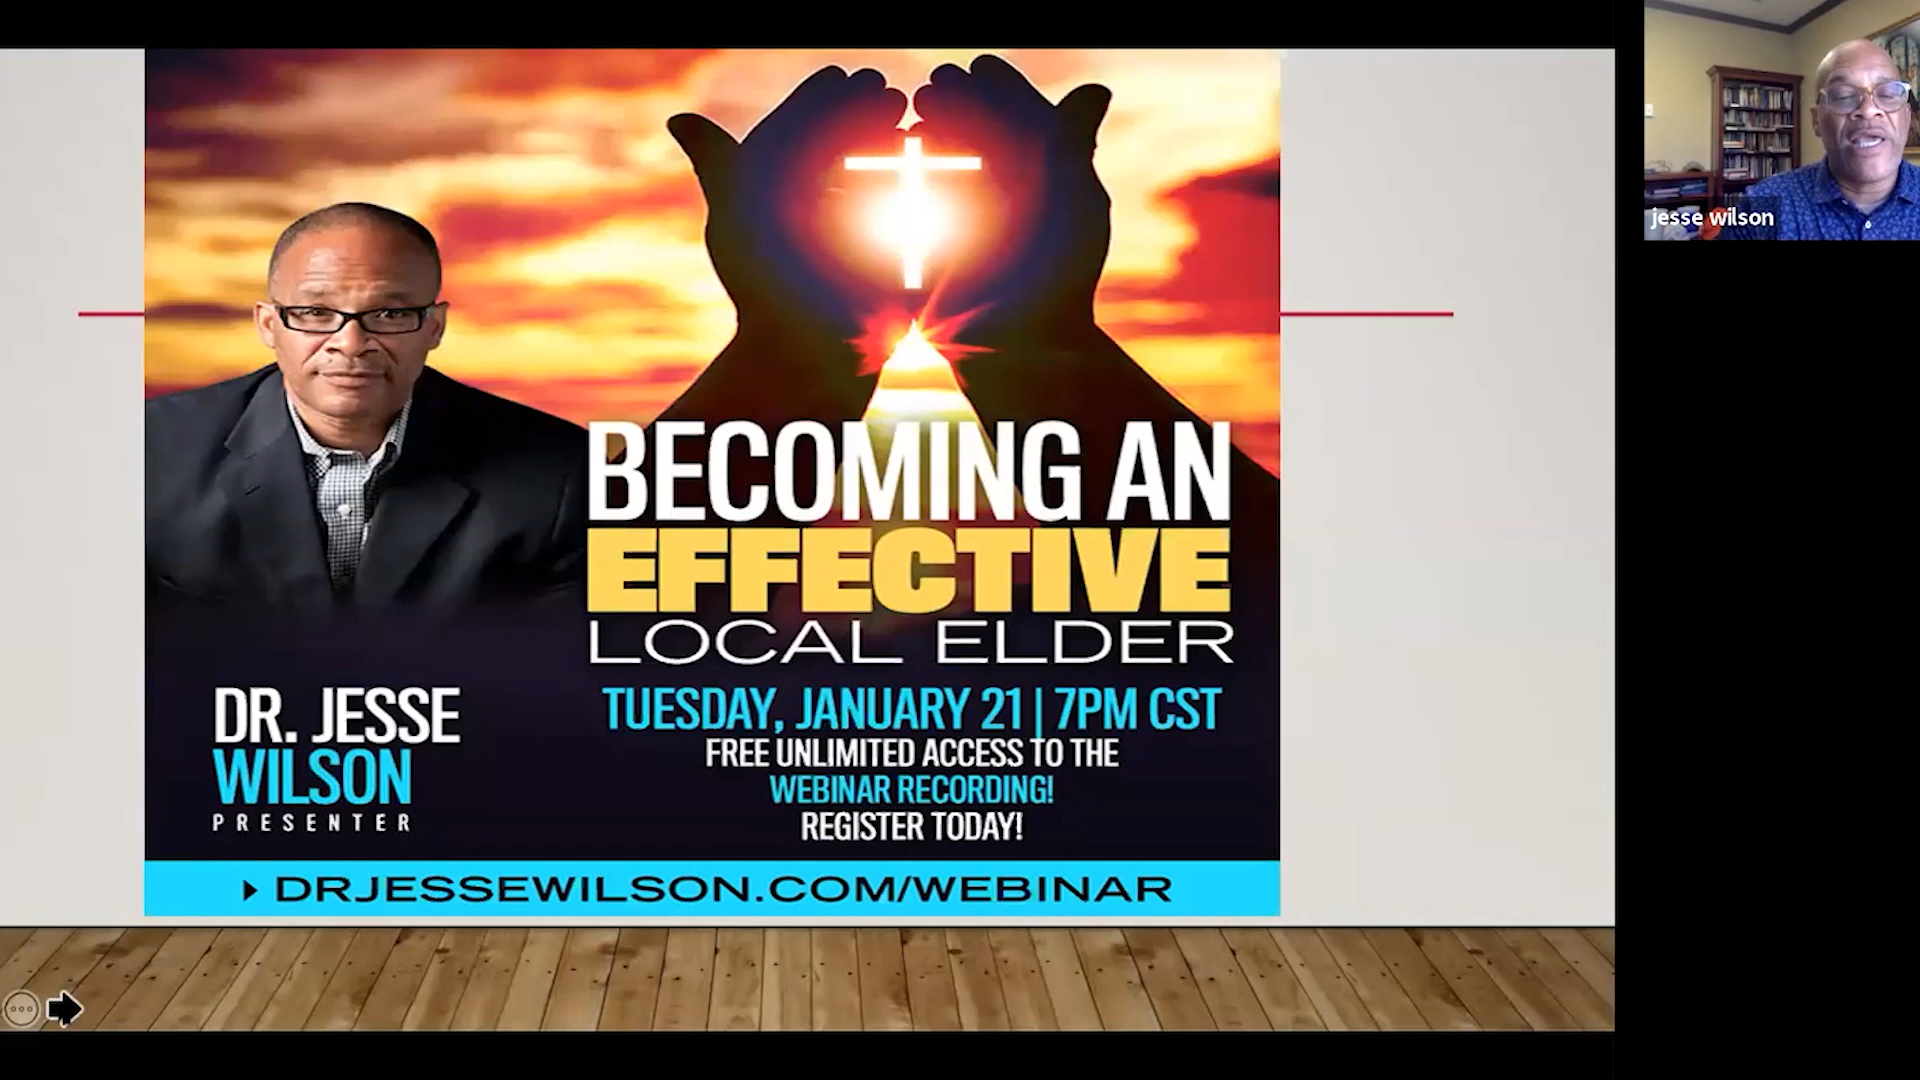 jesse wilson
BECOMING AN
EFFECTIVE
LOCAL ELDER
DR. JESSE
WILSON
PRESENTER
TUESDAY, JANUARY 21 | 7PM CST
FREE UNLIMITED ACCESS TO THE
WEBINAR RECORDING!
REGISTER TODAY!
DRJESSEWILSON.COM/WEBINAR